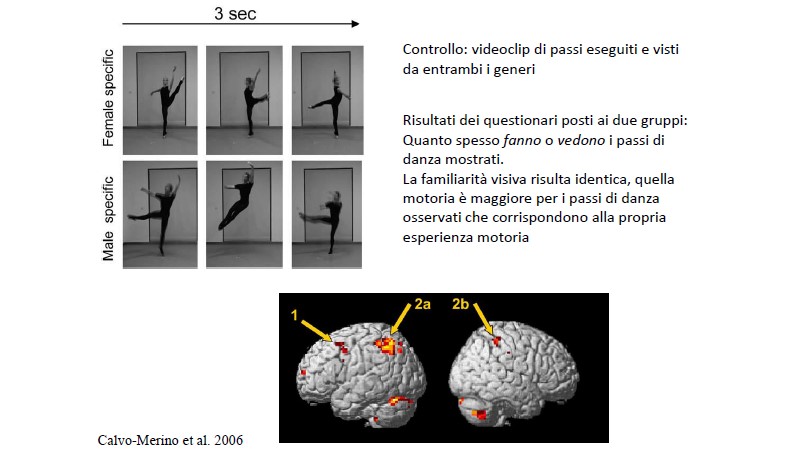 3 sec
Female specific
Male specific
Controllo: videoclip di passi eseguiti e visti
da entrambi i generi
Risultati dei questionari posti ai due gruppi:
Quanto spesso fanno o vedono i passi di
danza mostrati.
La familiarità visiva risulta identica, quella
motoria è maggiore per i passi di danza
osservati che corrispondono alla propria
esperienza motoria
1
2a
2b
Calvo-Merino et al. 2006